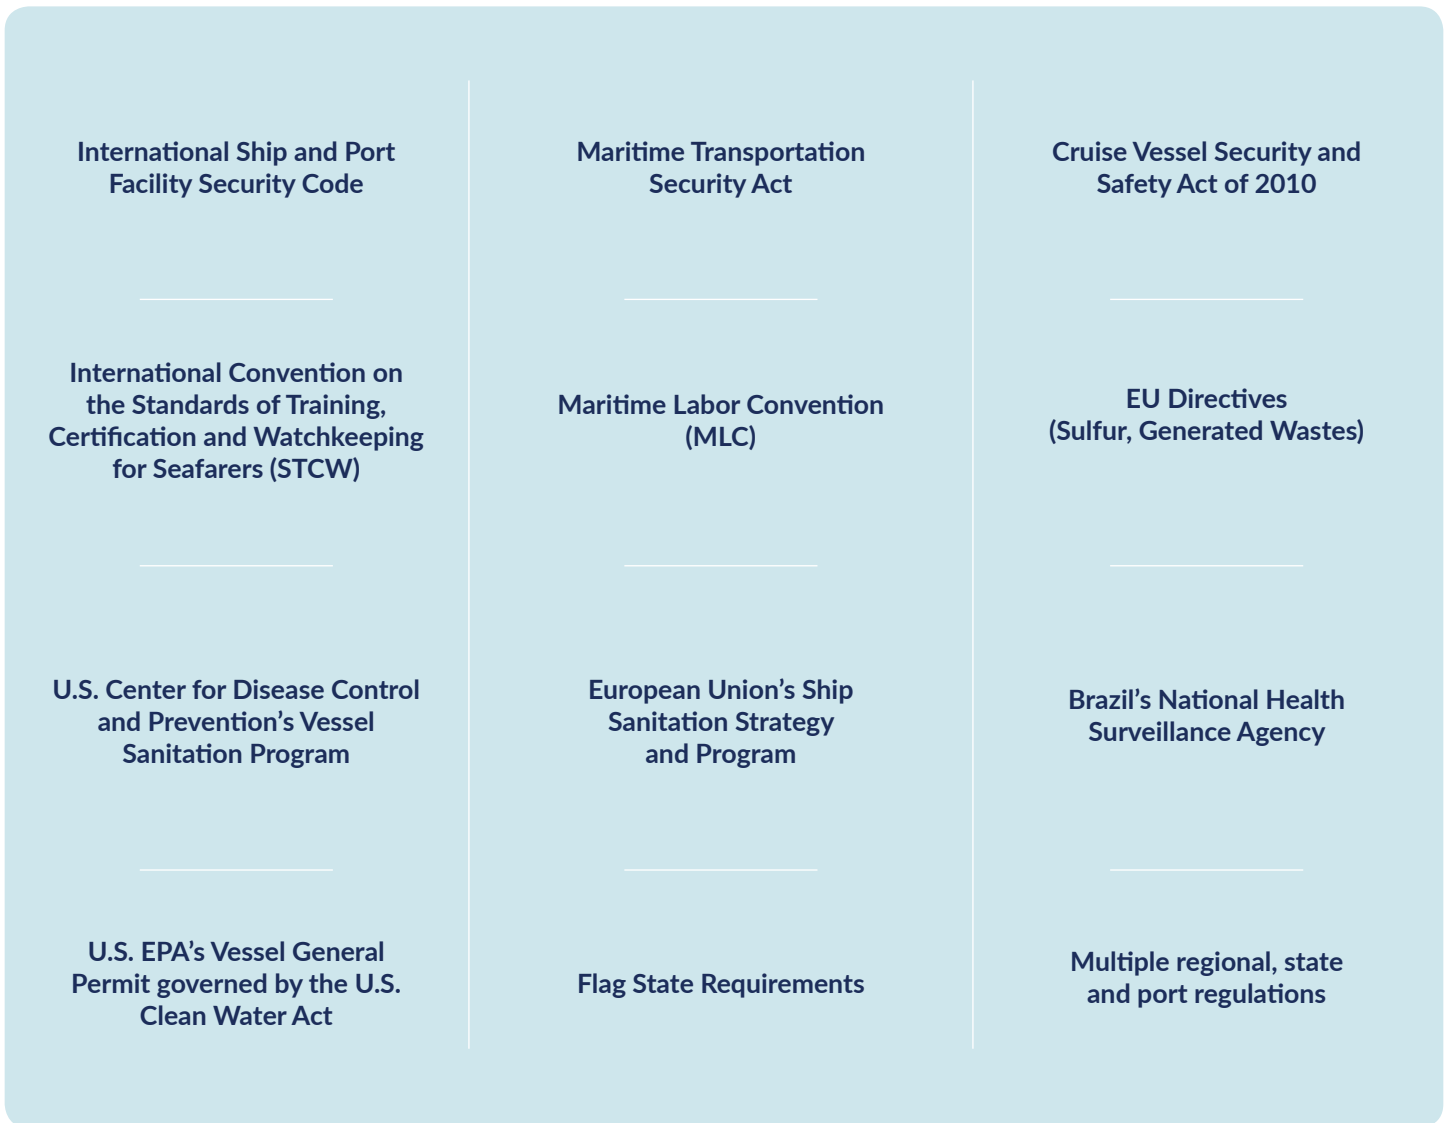 International Ship and Port
Facility Security Code
Maritime Transportation
Security Act
Cruise Vessel Security and
Safety Act of 2010
International Convention on
the Standards of Training,
Certification and Watchkeeping
for Seafarers (STCW)
Maritime Labor Convention
(MLC)
EU Directives
(Sulfur, Generated Wastes)
U.S. Center for Disease Control
and Prevention’s Vessel
Sanitation Program
European Union’s Ship
Sanitation Strategy
and Program
Brazil’s National Health
Surveillance Agency
U.S. EPA’s Vessel General
Permit governed by the U.S.
Clean Water Act
Flag State Requirements
Multiple regional, state
and port regulations